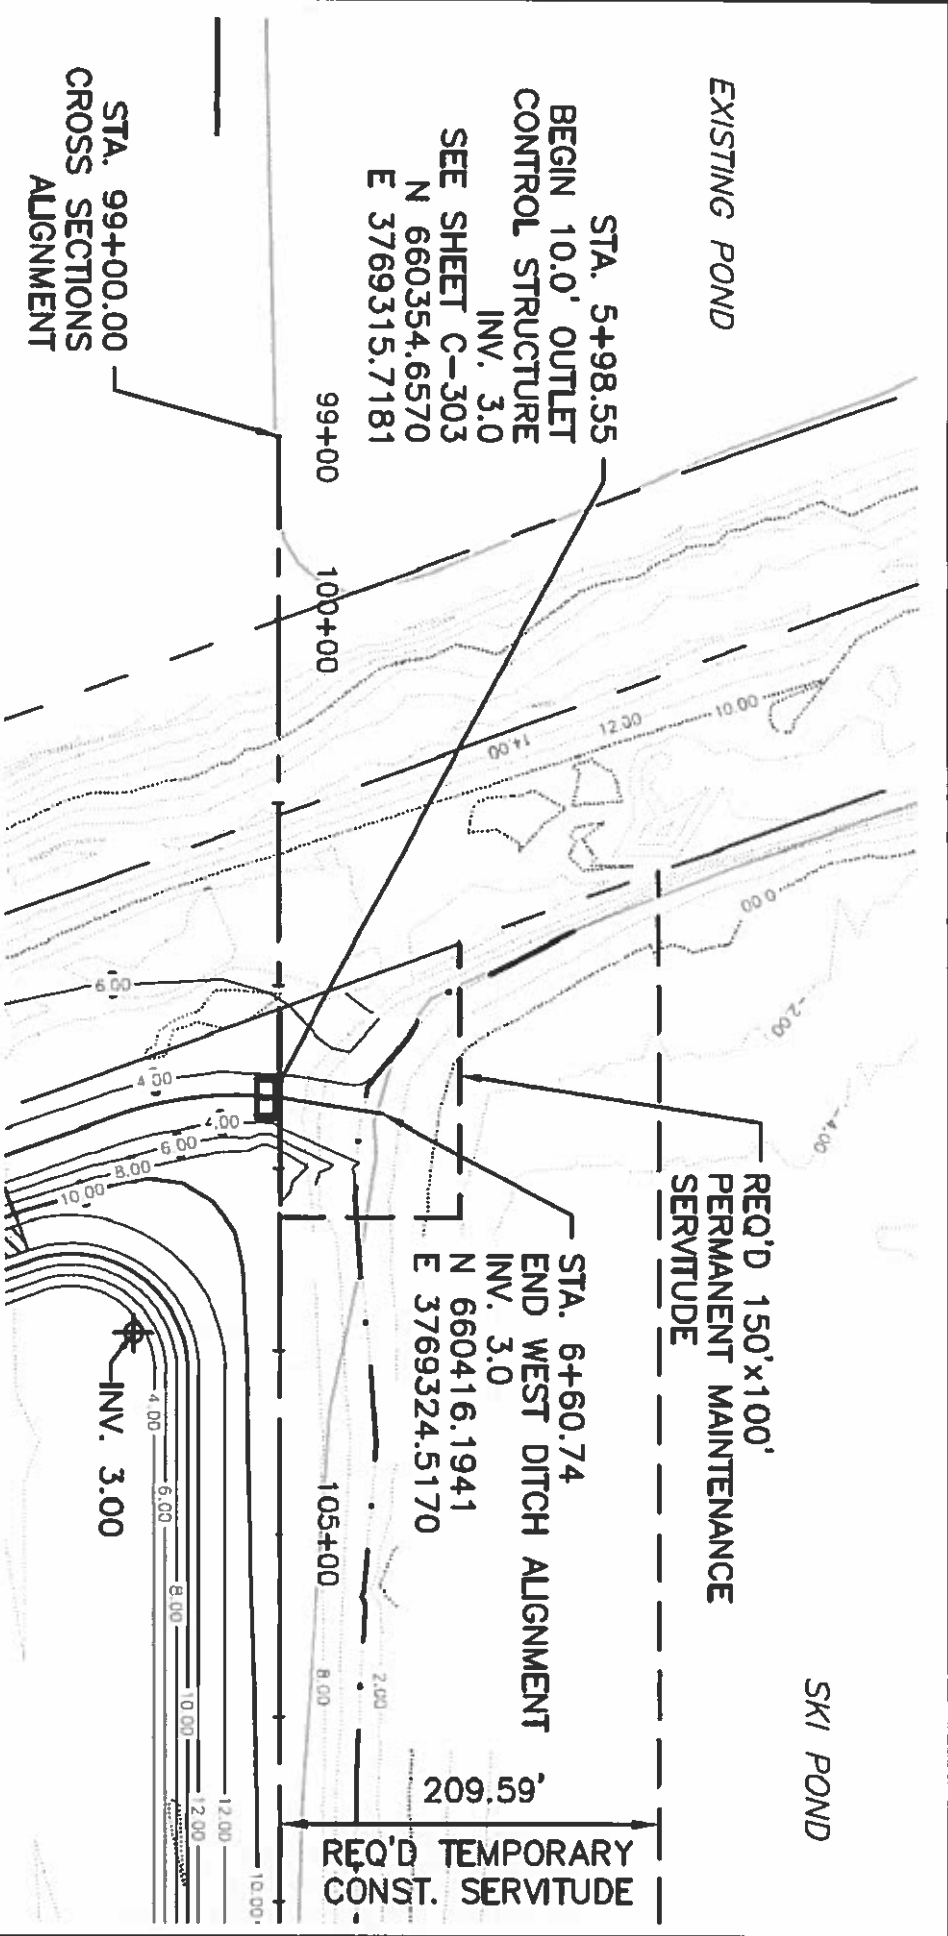 EXISTING POND
STA. 5+98.55
BEGIN 10.0' OUTLET
CONTROL STRUCTURE
INV. 3.0
SEE SHEET C-303
N 660354.6570
E 3769315.7181
STA. 99+00.00
CROSS SECTIONS
ALIGNMENT
99+00
100+00
14.00
12.00
10.00
0.00
-2.00
-4.00
6.00
4.00
4.00
6.00
8.00
10.00
REQ'D 150'x100'
PERMANENT MAINTENANCE
SERVITUDE
STA. 6+60.74
END WEST DITCH ALIGNMENT
INV. 3.0
N 660416.1941
E 3769324.5170
INV. 3.00
105+00
4.00
6.00
8.00
10.00
12.00
12.00
10.00
8.00
2.00
SKI POND
209.59'
REQ'D TEMPORARY
CONST. SERVITUDE